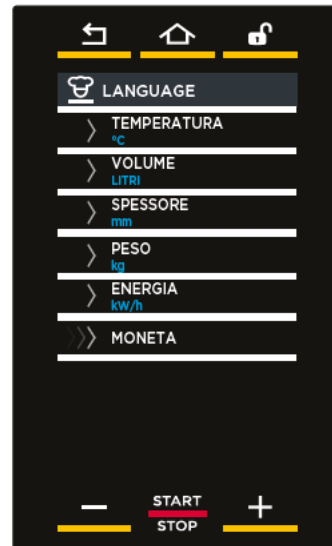 LANGUAGE
TEMPERATURA
°C
VOLUME
LITRI
SPESSORE
mm
PESO
kg
ENERGIA
kW/h
MONETA
START
STOP